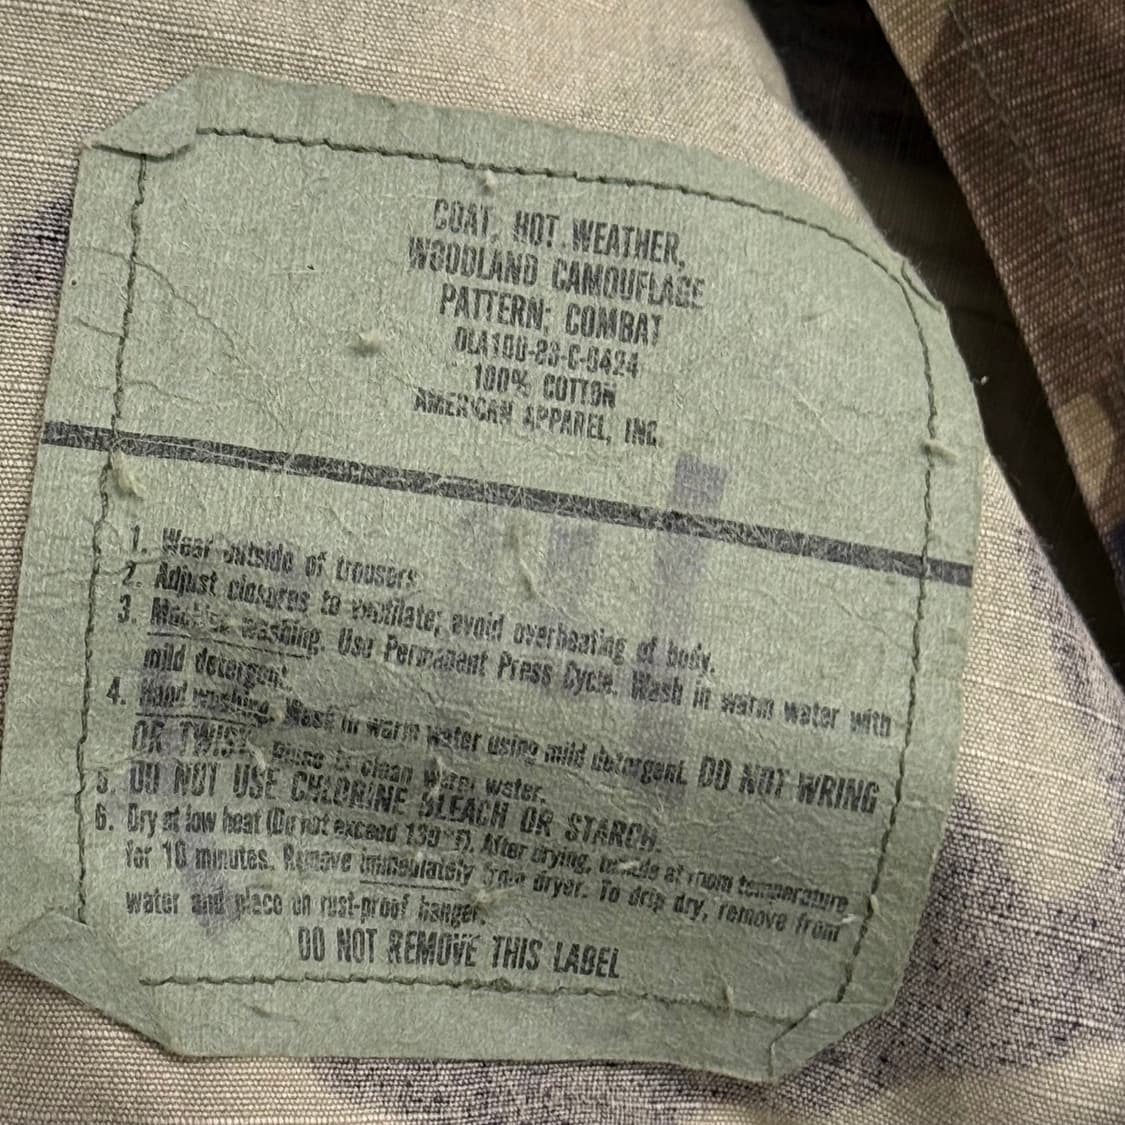 COAT, HOT WEATHER,
WOODLAND CAMOUFLAGE
PATTERN: COMBAT
DLA100-83-C-0424
100% COTTON
AMERICAN APPAREL, INC.
1. Wear outside of trousers
2. Adjust closures to ventilate; avoid overheating of body.
3. Machine washing. Use Permanent Press Cycle. Wash in warm water with
mild detergent.
4. Hand washing. Wash in warm water using mild detergent. DO NOT WRING
OR TWIST. Rinse in clean warm water.
5. DO NOT USE CHLORINE BLEACH OR STARCH.
6. Dry at low heat (Do not exceed 130°F). After drying, tumble at room temperature
for 10 minutes. Remove immediately from dryer. To drip dry, remove from
water and place on rust-proof hanger.
DO NOT REMOVE THIS LABEL